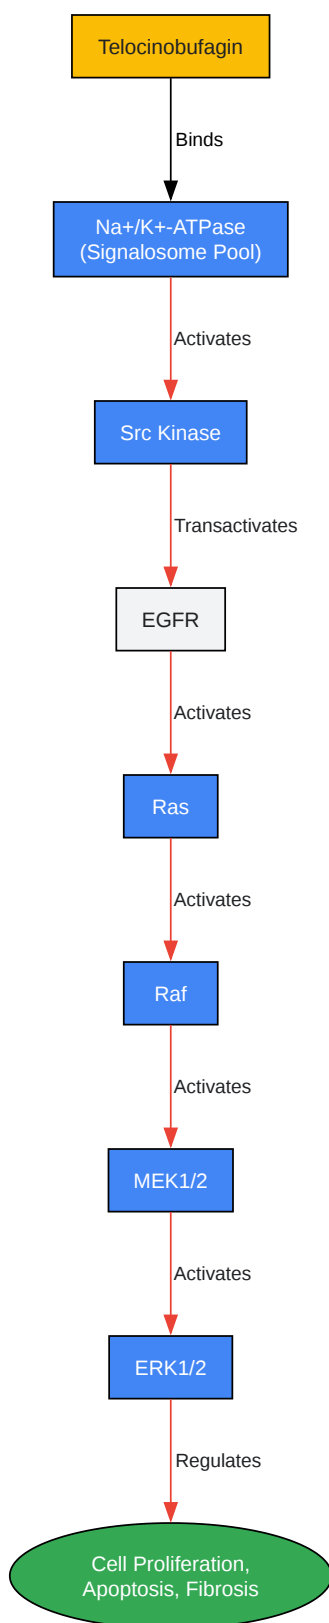 Telocinobufagin
Binds
Na+/K+-ATPase
(Signalosome Pool)
Activates
Src Kinase
Transactivates
EGFR
Activates
Ras
Activates
Raf
Activates
MEK1/2
Activates
ERK1/2
Regulates
Cell Proliferation,
Apoptosis, Fibrosis